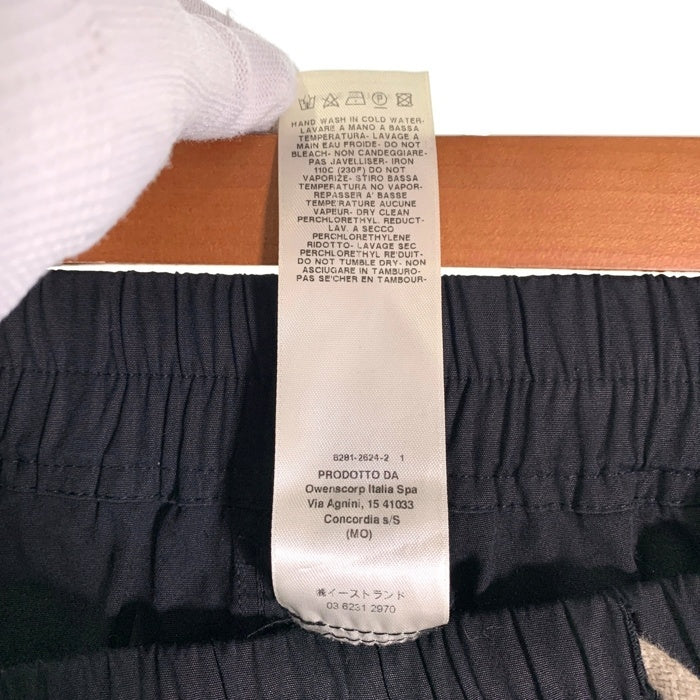 HAND WASH IN COLD WATER-
LAVARE A MANO A BASSA
TEMPERATURA- LAVAGE A
MAIN EAU FROIDE- DO NOT
BLEACH- NON CANDEGGIARE-
PAS JAVELLISER- IRON
110C (230F) DO NOT
VAPORIZE- STIRO BASSA
TEMPERATURA NO VAPOR-
REPASSER A' BASSE
TEMPERATURE AUCUNE
VAPEUR- DRY CLEAN
PERCHLORETHYL. REDUCT-
LAV. A SECCO
PERCHLORETHYLENE
RIDOTTO- LAVAGE SEC
PERCHLORETHYL RE'DUIT-
DO NOT TUMBLE DRY- NON
ASCIUGARE IN TAMBURO-
PAS SE'CHER EN TAMBOUR-
8281-2624-2 1
PRODOTTO DA
Owenscorp Italia Spa
Via Agnini, 15 41033
Concordia s/S
(MO)
㈱イーストランド
03 6231 2970